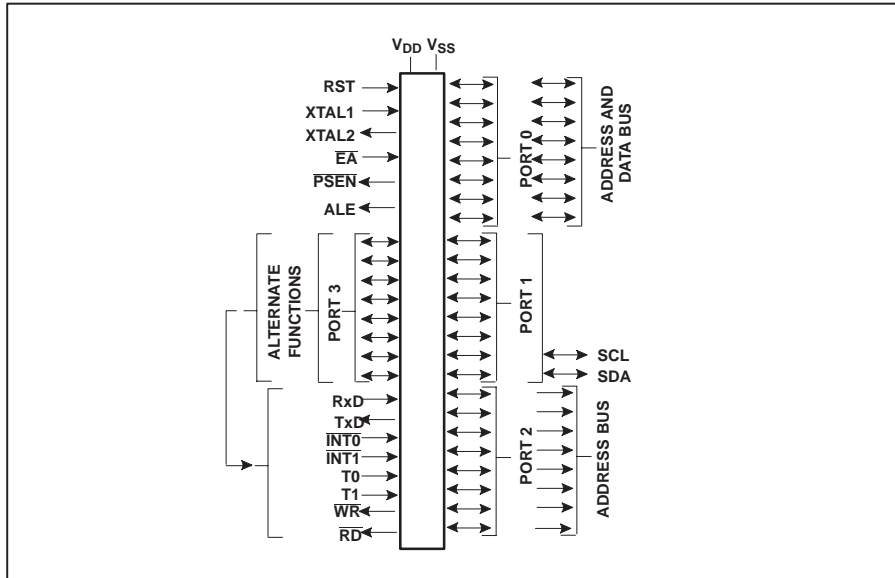 VDD VSS
RST
XTAL1
XTAL2
EA
PSEN
ALE
PORT 0
ADDRESS AND
DATA BUS
ALTERNATE
FUNCTIONS
PORT 3
PORT 1
SCL
SDA
RxD
TxD
INT0
INT1
T0
T1
WR
RD
PORT 2
ADDRESS BUS